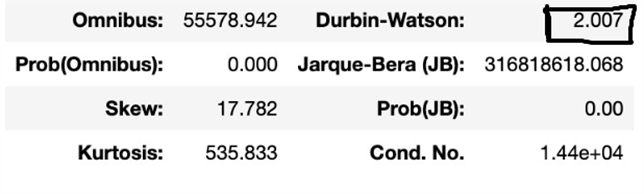 Omnibus: 55578.942 Durbin-Watson: 2.007
Prob(Omnibus): 0.000 Jarque-Bera (JB): 316818618.068
Skew: 17.782 Prob(JB): 0.00
Kurtosis: 535.833 Cond. No. 1.44e+04